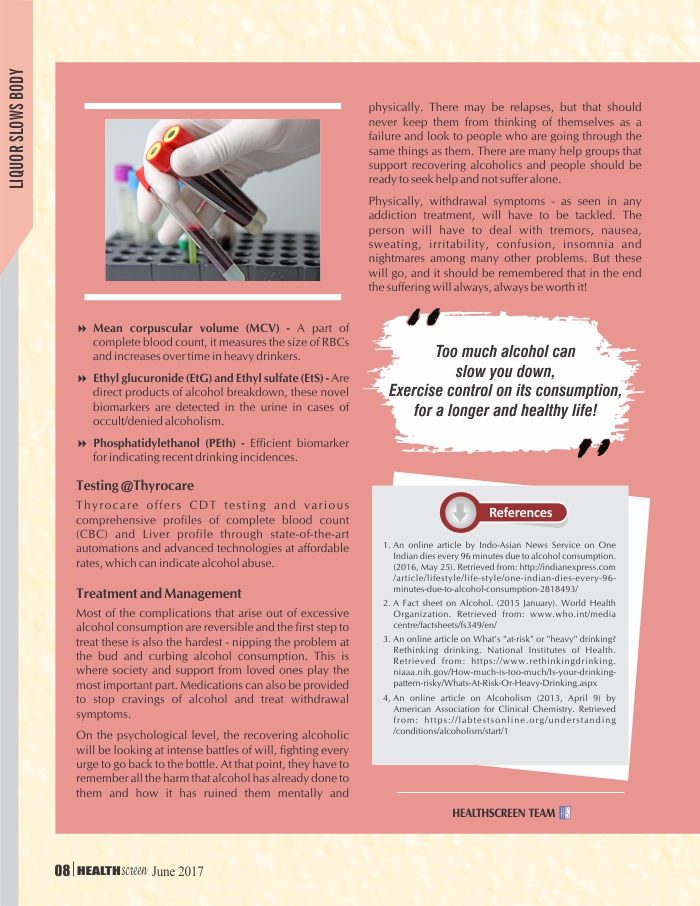 LIQUOR SLOWS BODY
Mean corpuscular volume (MCV) - A part of
complete blood count, it measures the size of RBCs
and increases over time in heavy drinkers.
Ethyl glucuronide (EtG) and Ethyl sulfate (EtS) - Are
direct products of alcohol breakdown, these novel
biomarkers are detected in the urine in cases of
occult/denied alcoholism.
Phosphatidylethanol (PEth) - Efficient biomarker
for indicating recent drinking incidences.
Testing @Thyrocare
Thyrocare offers CDT testing and various
comprehensive profiles of complete blood count
(CBC) and Liver profile through state-of-the-art
automations and advanced technologies at affordable
rates, which can indicate alcohol abuse.
Treatment and Management
Most of the complications that arise out of excessive
alcohol consumption are reversible and the first step to
treat these is also the hardest - nipping the problem at
the bud and curbing alcohol consumption. This is
where society and support from loved ones play the
most important part. Medications can also be provided
to stop cravings of alcohol and treat withdrawal
symptoms.
On the psychological level, the recovering alcoholic
will be looking at intense battles of will, fighting every
urge to go back to the bottle. At that point, they have to
remember all the harm that alcohol has already done to
them and how it has ruined them mentally and
physically. There may be relapses, but that should
never keep them from thinking of themselves as a
failure and look to people who are going through the
same things as them. There are many help groups that
support recovering alcoholics and people should be
ready to seek help and not suffer alone.
Physically, withdrawal symptoms - as seen in any
addiction treatment, will have to be tackled. The
person will have to deal with tremors, nausea,
sweating, irritability, confusion, insomnia and
nightmares among many other problems. But these
will go, and it should be remembered that in the end
the suffering will always, always be worth it!
"
Too much alcohol can
slow you down,
Exercise control on its consumption,
for a longer and healthy life!
"
References
1. An online article by Indo-Asian News Service on One
Indian dies every 96 minutes due to alcohol consumption.
(2016, May 25). Retrieved from: http://indianexpress.com
/article/lifestyle/life-style/one-indian-dies-every-96-
minutes-due-to-alcohol-consumption-2818493/
2. A Fact sheet on Alcohol. (2015 January). World Health
Organization. Retrieved from: www.who.int/media
centre/factsheets/fs349/en/
3. An online article on What's "at-risk" or "heavy" drinking?
Rethinking drinking. National Institutes of Health.
Retrieved from: https://www.rethinkingdrinking.
niaaa.nih.gov/How-much-is-too-much/Is-your-drinking-
pattern-risky/Whats-At-Risk-Or-Heavy-Drinking.aspx
4, An online article on Alcoholism (2013, April 9) by
American Association for Clinical Chemistry. Retrieved
from: https://labtestsonline.org/understanding
/conditions/alcoholism/start/1
HEALTHSCREEN TEAM
08 HEALTHscreen June 2017